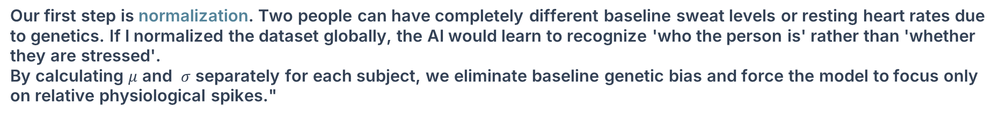 Our first step is normalization. Two people can have completely different baseline sweat levels or resting heart rates due
to genetics. If I normalized the dataset globally, the AI would learn to recognize 'who the person is' rather than 'whether
they are stressed'.
By calculating μ and σ separately for each subject, we eliminate baseline genetic bias and force the model to focus only
on relative physiological spikes."